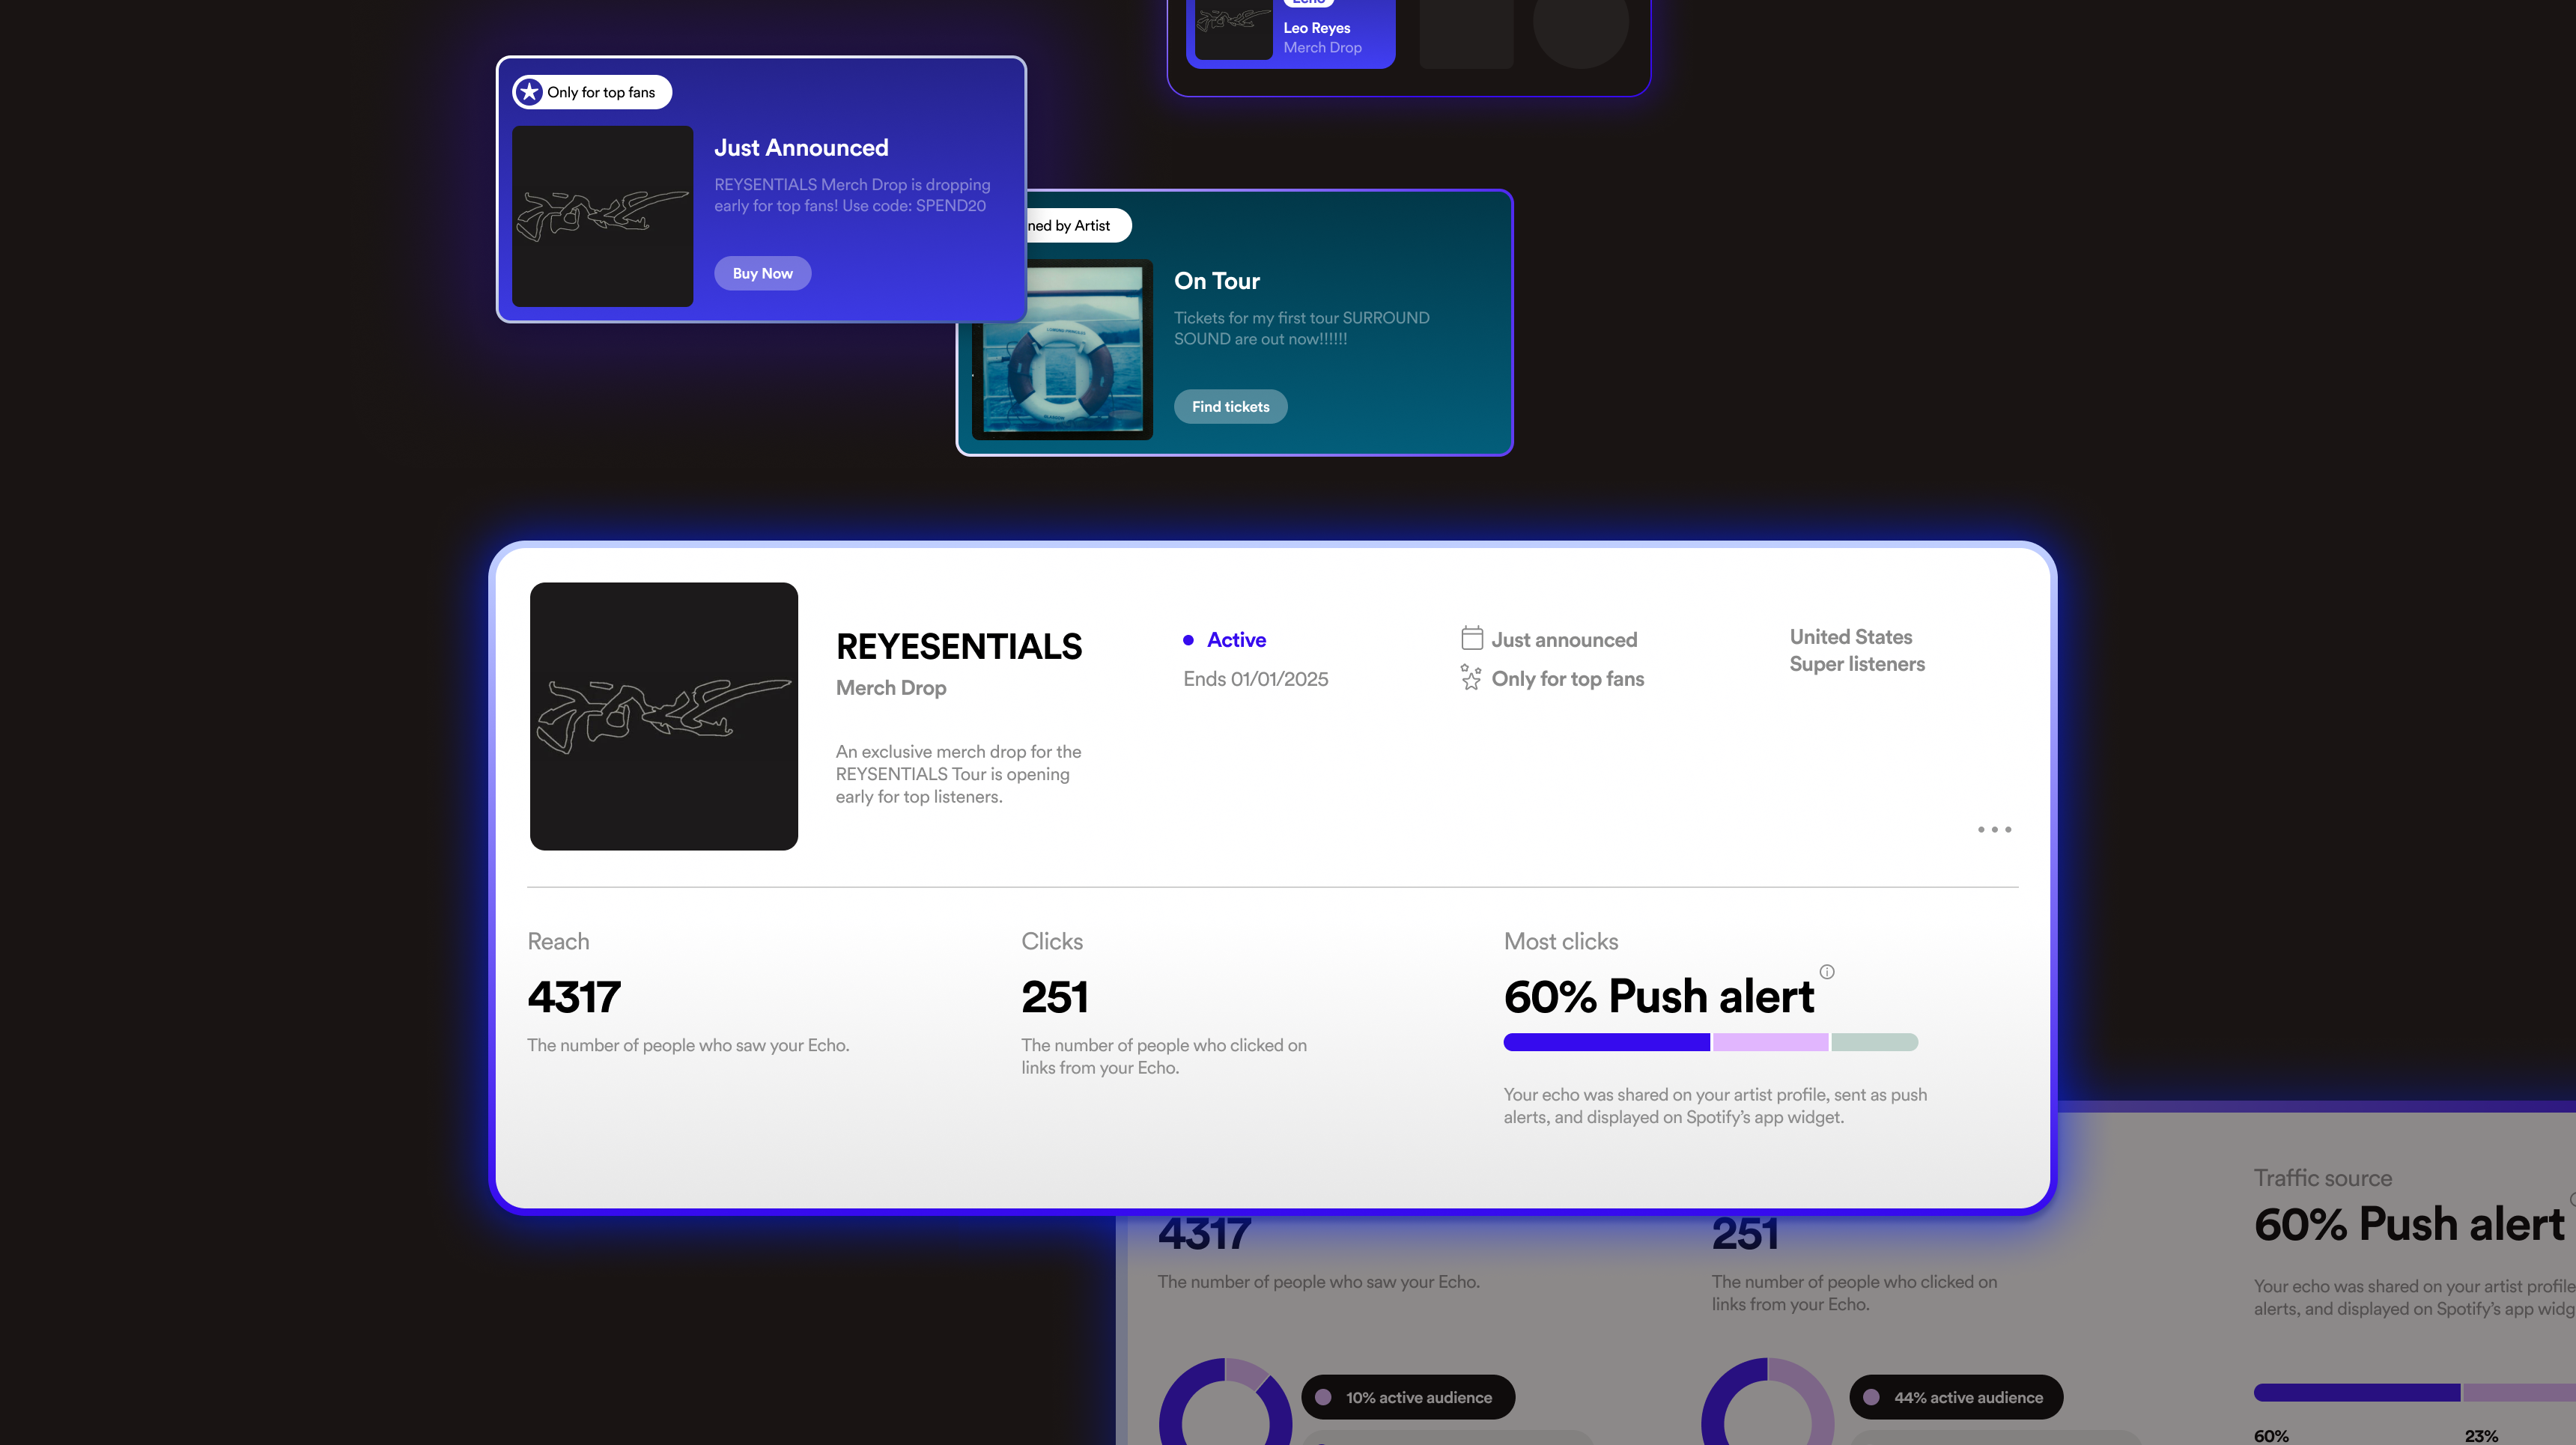 Echo
Leo Reyes
Merch Drop
Only for top fans
Just Announced
REYSENTIALS Merch Drop is dropping
early for top fans! Use code: SPEND20
Buy Now
by Artist
On Tour
Tickets for my first tour SURROUND
SOUND are out now!!!!!!
Find tickets
REYESENTIALS
Merch Drop
An exclusive merch drop for the
REYSENTIALS Tour is opening
early for top listeners.
Active
Ends 01/01/2025
Just announced
Only for top fans
United States
Super listeners
Reach
4317
The number of people who saw your Echo.
Clicks
251
The number of people who clicked on
links from your Echo.
Most clicks
60% Push alert
Your echo was shared on your artist profile, sent as push
alerts, and displayed on Spotify’s app widget.
4317
The number of people who saw your Echo.
10% active audience
251
The number of people who clicked on
links from your Echo.
44% active audience
Traffic source
60% Push alert
Your echo was shared on your artist profile
alerts, and displayed on Spotify’s app
60%
23%